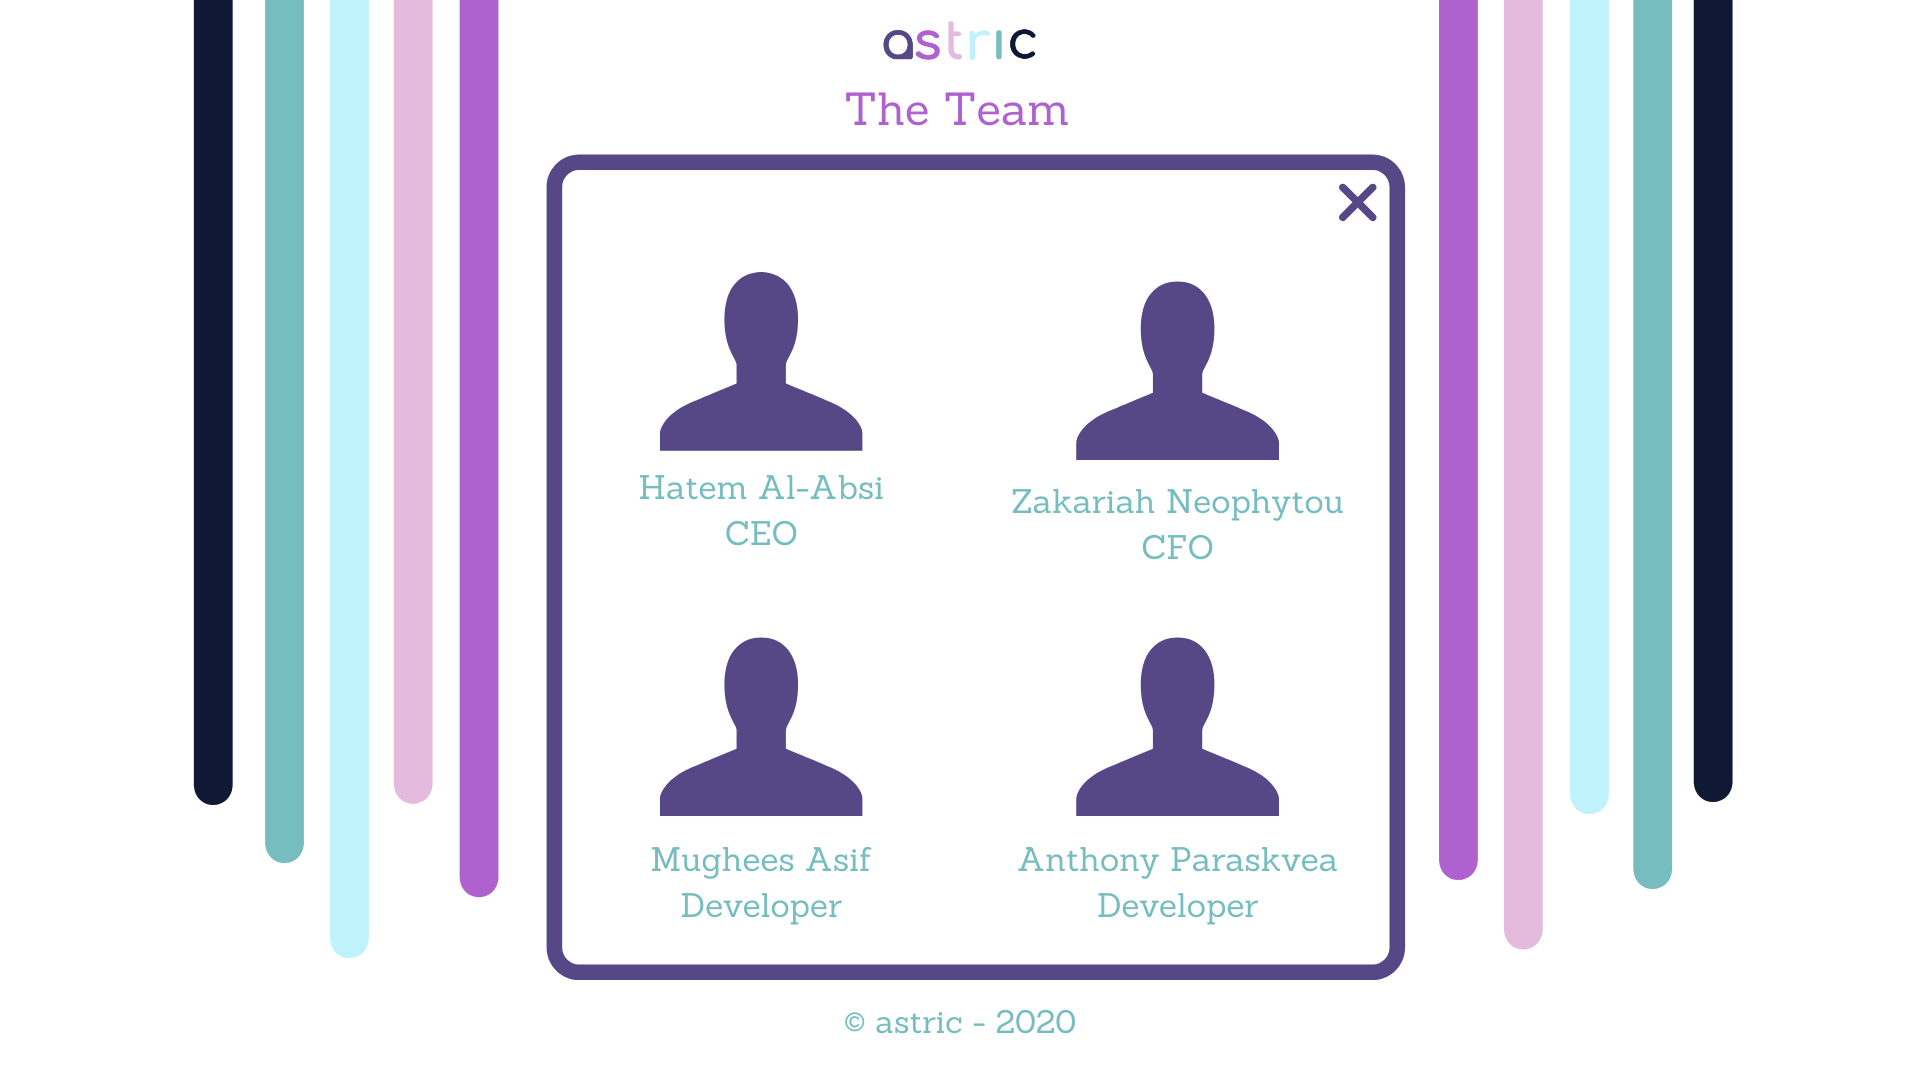 astric
The Team
Hatem Al-Absi
CEO
Zakariah Neophytou
CFO
Mughees Asif
Developer
Anthony Paraskvea
Developer
© astric - 2020